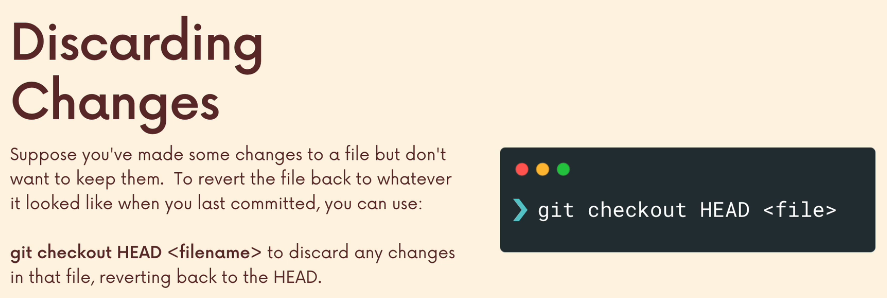 Discarding
Changes
Suppose you've made some changes to a file but don't
want to keep them.  To revert the file back to whatever
it looked like when you last committed, you can use:
git checkout HEAD <filename> to discard any changes
in that file, reverting back to the HEAD.
❯ git checkout HEAD <file>